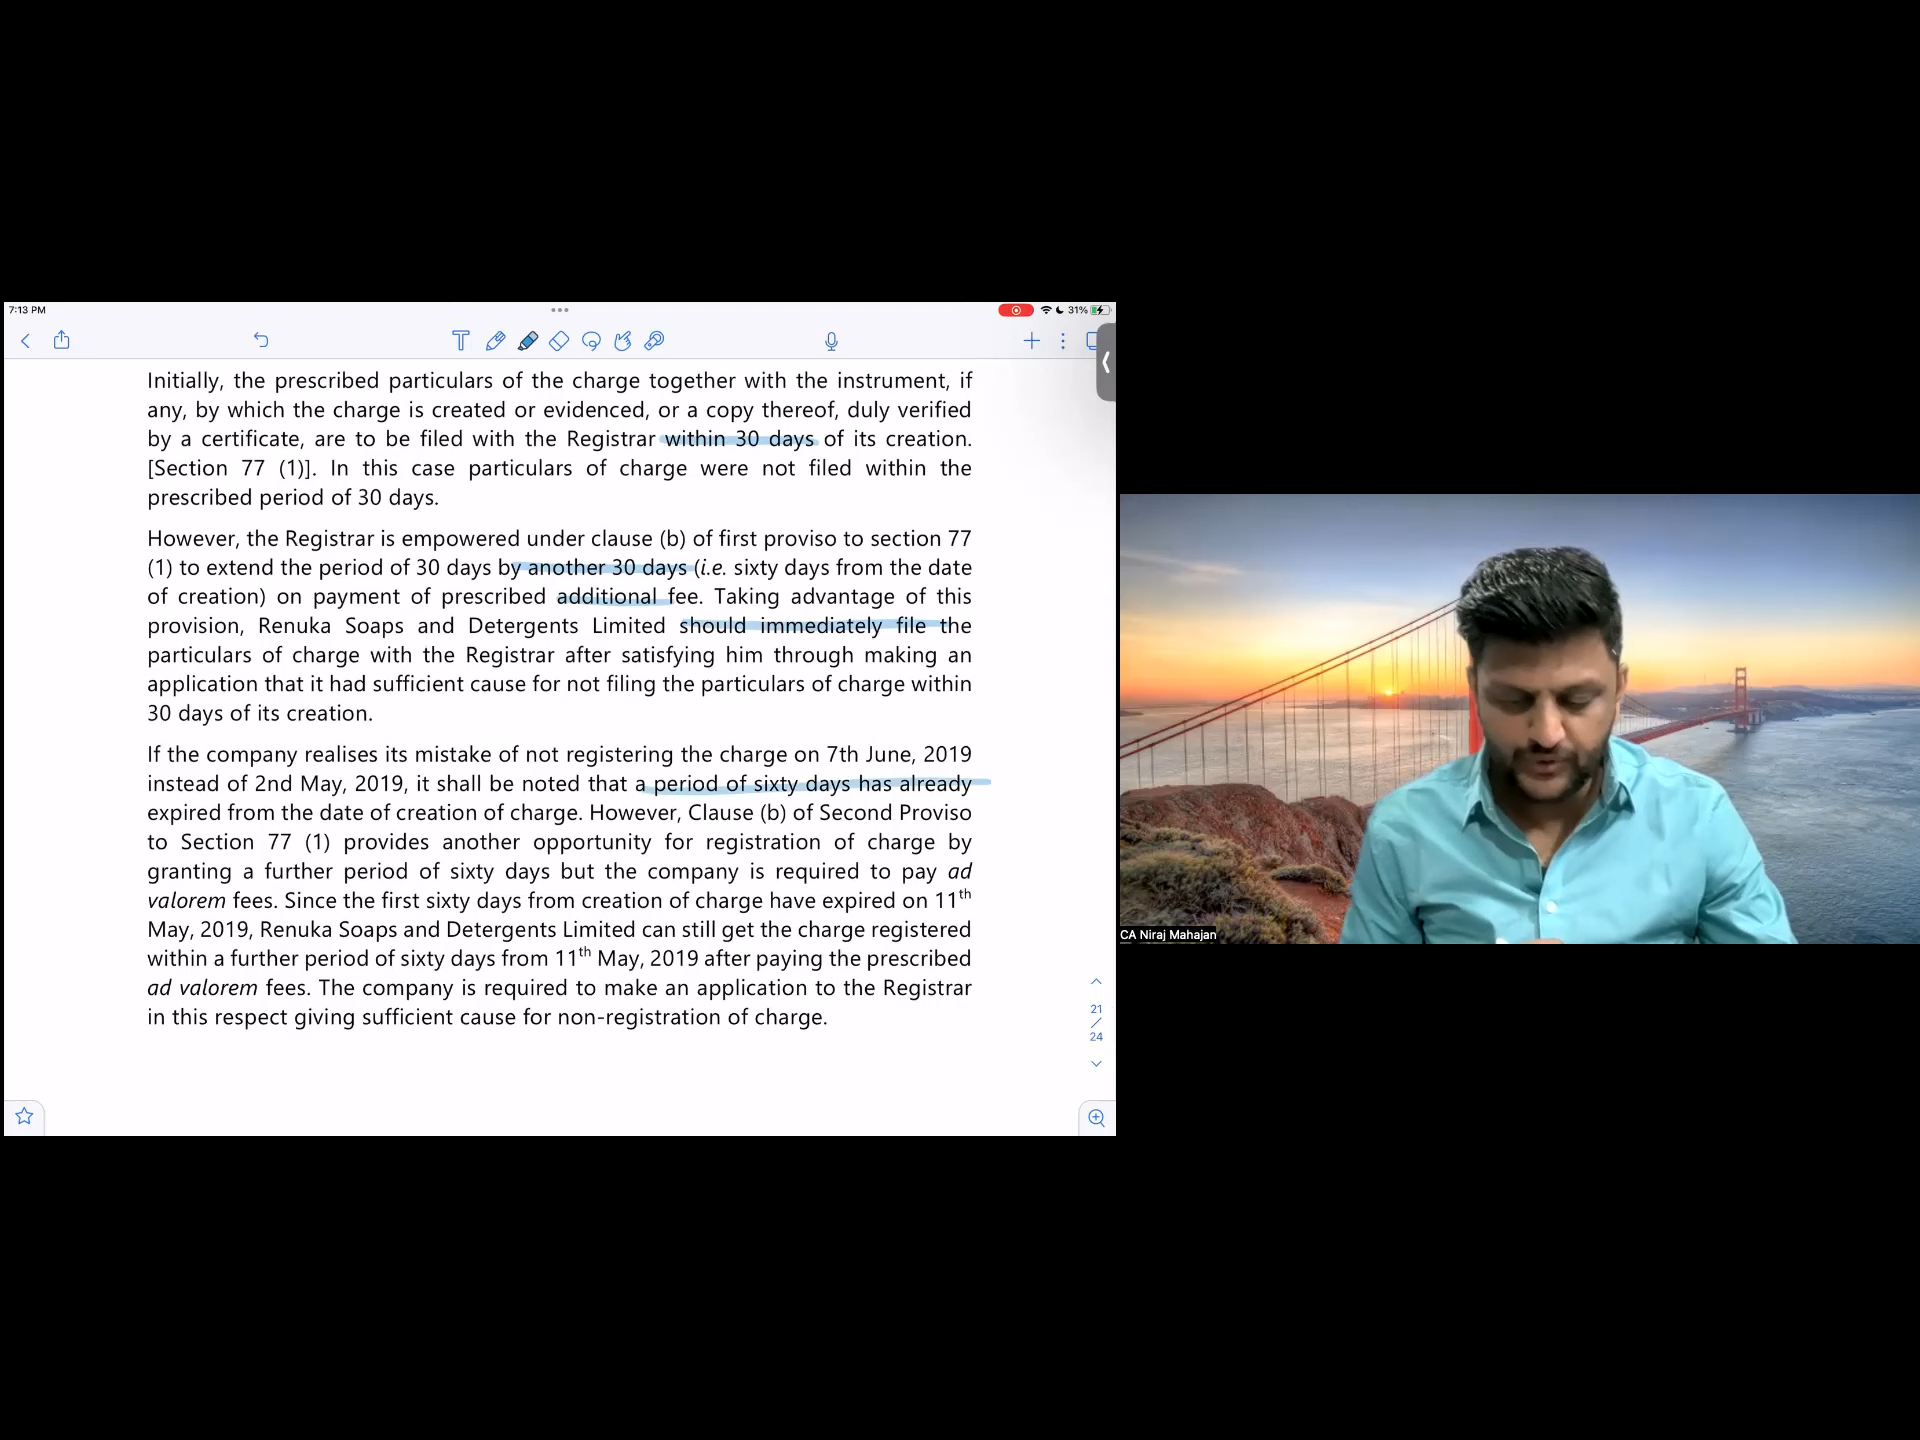 7:13 PM
31%
Initially, the prescribed particulars of the charge together with the instrument, if
any, by which the charge is created or evidenced, or a copy thereof, duly verified
by a certificate, are to be filed with the Registrar within 30 days of its creation.
[Section 77 (1)]. In this case particulars of charge were not filed within the
prescribed period of 30 days.
However, the Registrar is empowered under clause (b) of first proviso to section 77
(1) to extend the period of 30 days by another 30 days (i.e. sixty days from the date
of creation) on payment of prescribed additional fee. Taking advantage of this
provision, Renuka Soaps and Detergents Limited should immediately file the
particulars of charge with the Registrar after satisfying him through making an
application that it had sufficient cause for not filing the particulars of charge within
30 days of its creation.
If the company realises its mistake of not registering the charge on 7th June, 2019
instead of 2nd May, 2019, it shall be noted that a period of sixty days has already
expired from the date of creation of charge. However, Clause (b) of Second Proviso
to Section 77 (1) provides another opportunity for registration of charge by
granting a further period of sixty days but the company is required to pay ad
valorem fees. Since the first sixty days from creation of charge have expired on 11th
May, 2019, Renuka Soaps and Detergents Limited can still get the charge registered
within a further period of sixty days from 11th May, 2019 after paying the prescribed
ad valorem fees. The company is required to make an application to the Registrar
in this respect giving sufficient cause for non-registration of charge.
21
/
24
CA Niraj Mahajan